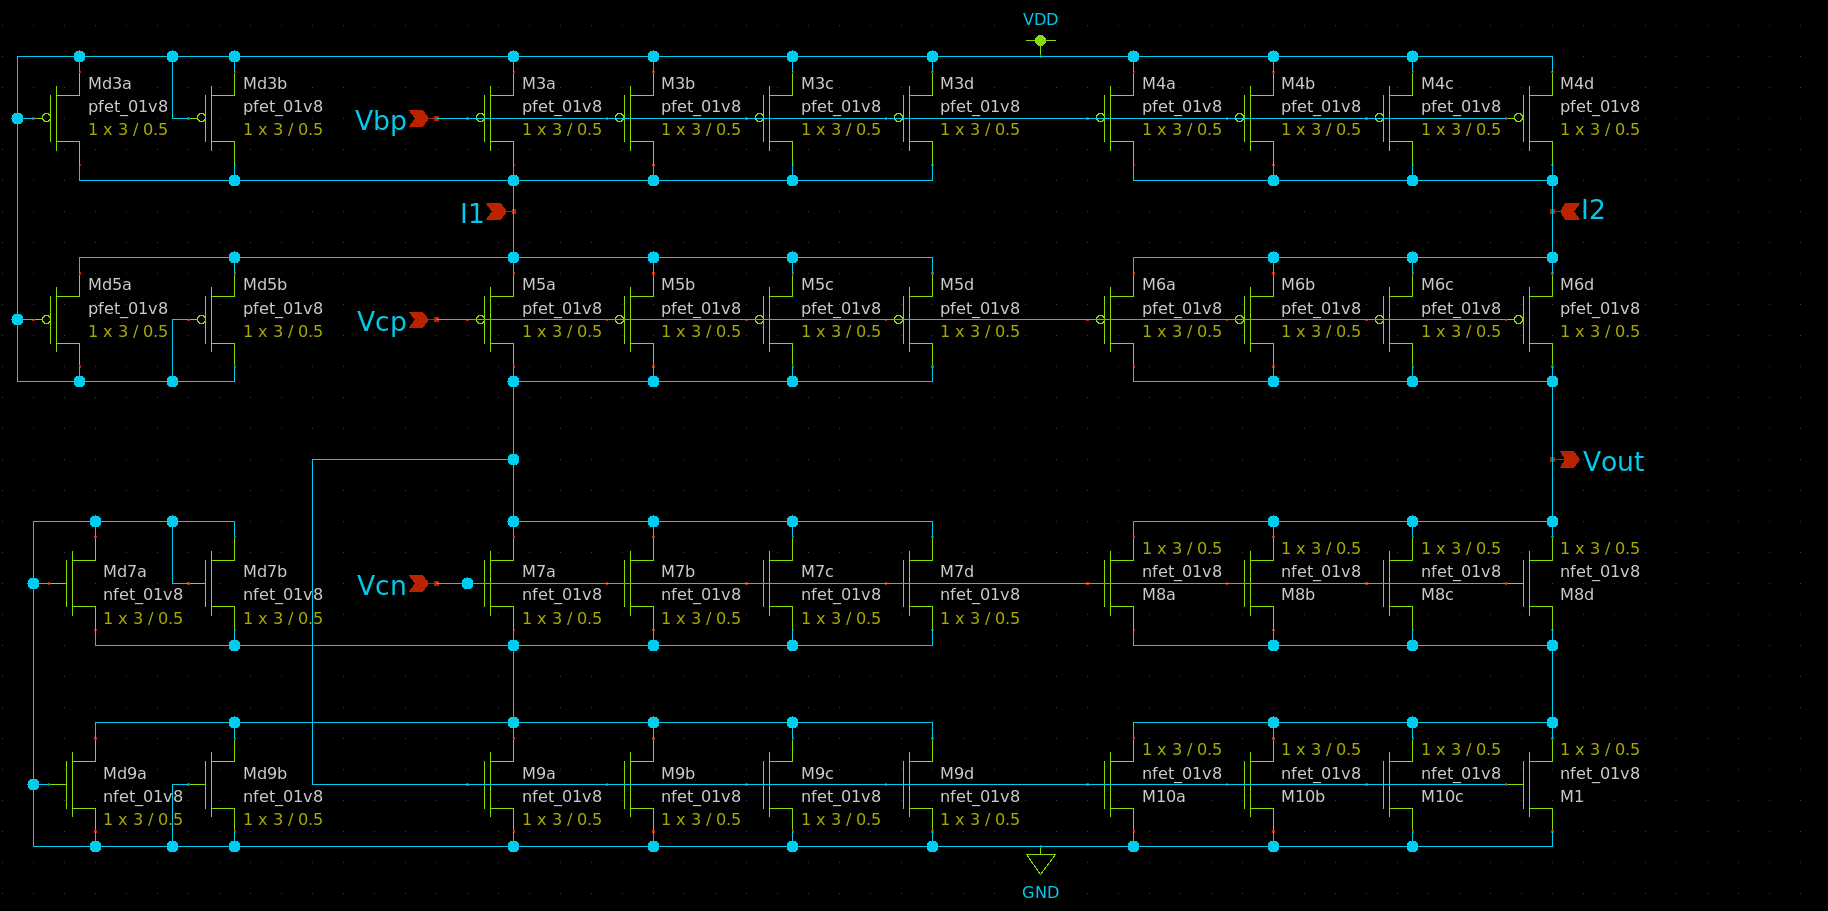 VDD
Md3a
pfet_01v8
1 x 3 / 0.5
Md3b
pfet_01v8
1 x 3 / 0.5
Vbp
M3a
pfet_01v8
1 x 3 / 0.5
M3b
pfet_01v8
1 x 3 / 0.5
M3c
pfet_01v8
1 x 3 / 0.5
M3d
pfet_01v8
1 x 3 / 0.5
M4a
pfet_01v8
1 x 3 / 0.5
M4b
pfet_01v8
1 x 3 / 0.5
M4c
pfet_01v8
1 x 3 / 0.5
M4d
pfet_01v8
1 x 3 / 0.5
I1
I2
Md5a
pfet_01v8
1 x 3 / 0.5
Md5b
pfet_01v8
1 x 3 / 0.5
Vcp
M5a
pfet_01v8
1 x 3 / 0.5
M5b
pfet_01v8
1 x 3 / 0.5
M5c
pfet_01v8
1 x 3 / 0.5
M5d
pfet_01v8
1 x 3 / 0.5
M6a
pfet_01v8
1 x 3 / 0.5
M6b
pfet_01v8
1 x 3 / 0.5
M6c
pfet_01v8
1 x 3 / 0.5
M6d
pfet_01v8
1 x 3 / 0.5
Vout
Md7a
nfet_01v8
1 x 3 / 0.5
Md7b
nfet_01v8
1 x 3 / 0.5
Vcn
M7a
nfet_01v8
1 x 3 / 0.5
M7b
nfet_01v8
1 x 3 / 0.5
M7c
nfet_01v8
1 x 3 / 0.5
M7d
nfet_01v8
1 x 3 / 0.5
1 x 3 / 0.5
nfet_01v8
M8a
1 x 3 / 0.5
nfet_01v8
M8b
1 x 3 / 0.5
nfet_01v8
M8c
1 x 3 / 0.5
nfet_01v8
M8d
Md9a
nfet_01v8
1 x 3 / 0.5
Md9b
nfet_01v8
1 x 3 / 0.5
M9a
nfet_01v8
1 x 3 / 0.5
M9b
nfet_01v8
1 x 3 / 0.5
M9c
nfet_01v8
1 x 3 / 0.5
M9d
nfet_01v8
1 x 3 / 0.5
1 x 3 / 0.5
nfet_01v8
M10a
1 x 3 / 0.5
nfet_01v8
M10b
1 x 3 / 0.5
nfet_01v8
M10c
1 x 3 / 0.5
nfet_01v8
M1
GND